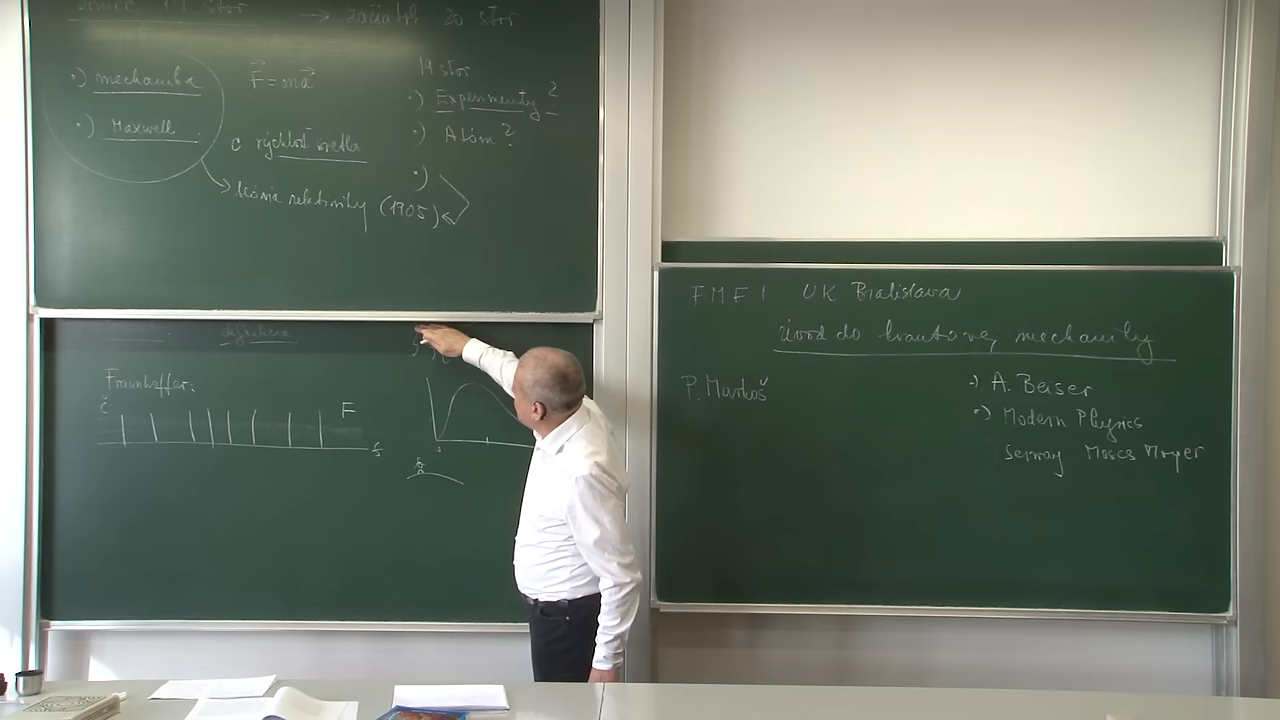 koniec 19 stor → začiatok 20 stor
•) mechanika
F = ma
19 stor
•) Experimenty ?
•) Maxwell
•) Atóm ?
c rýchlosť svetla
•)
teória relativity (1905)
difrakcia
Fraunhoffer:
Č
F
FMFI UK Bratislava
Úvod do kvantovej mechaniky
P. Markoš
•) A. Beiser
•) Modern Physics
Serway Moses Moyer